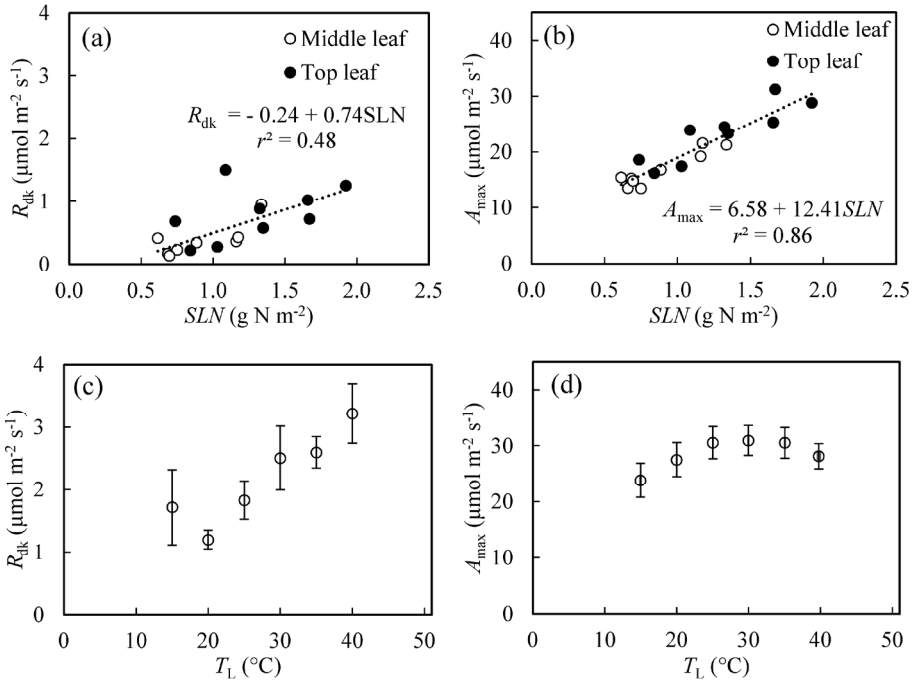 (a)
Middle leaf
Top leaf
R_dk = - 0.24 + 0.74SLN
r² = 0.48
R_dk (µmol m⁻² s⁻¹)
4
3
2
1
0
0.0 0.5 1.0 1.5 2.0 2.5
SLN (g N m⁻²)
(b)
Middle leaf
Top leaf
A_max = 6.58 + 12.41SLN
r² = 0.86
A_max (µmol m⁻² s⁻¹)
40
30
20
10
0
0.0 0.5 1.0 1.5 2.0 2.5
SLN (g N m⁻²)
(c)
R_dk (µmol m⁻² s⁻¹)
4
3
2
1
0
0 10 20 30 40 50
T_L (°C)
(d)
A_max (µmol m⁻² s⁻¹)
40
30
20
10
0
0 10 20 30 40 50
T_L (°C)